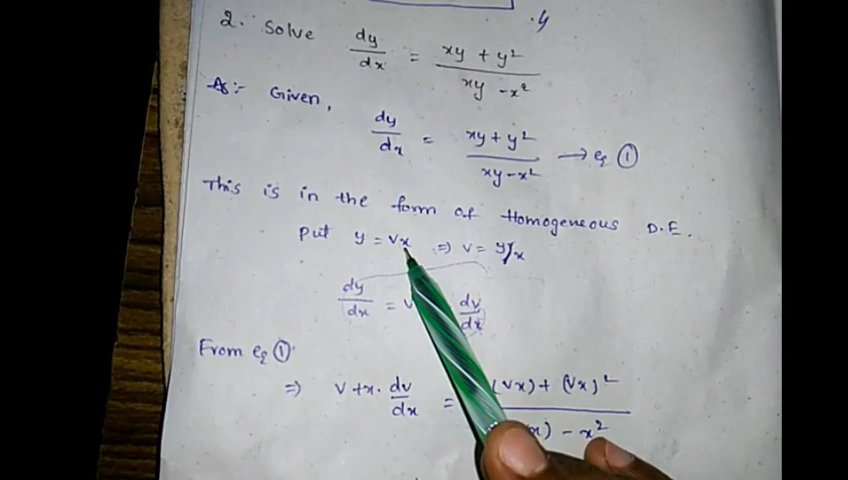 2. Solve dy/dx = xy + y² / xy - x²
As:- Given,
dy/dx = xy + y² / xy - x² → eq ①
This is in the form of Homogeneous D.E.
Put y = vx ⇒ v = y/x
dy/dx = v dv/dx
From eq ①
⇒ v + x. dv/dx = (vx) + (vx)² / ) - x²